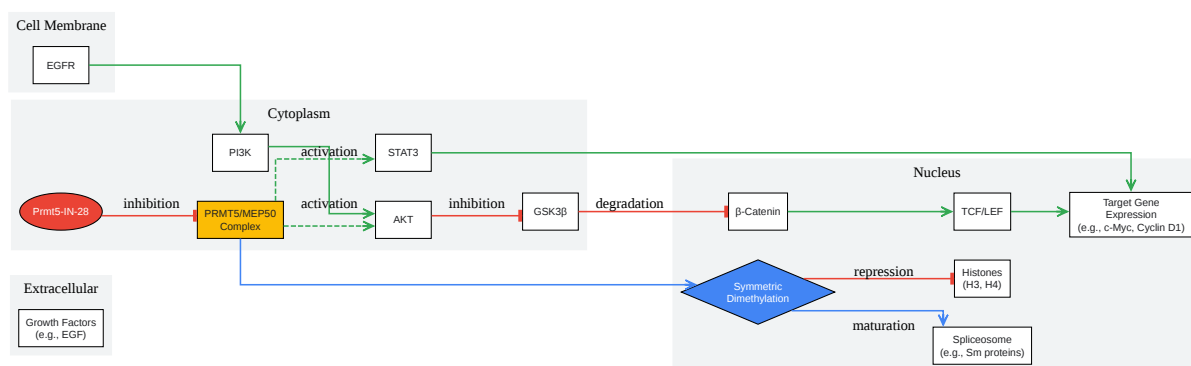 Cell Membrane
EGFR
Cytoplasm
PI3K
activation
STAT3
Prmt5-IN-28
inhibition
PRMT5/MEP50
Complex
activation
AKT
inhibition
GSK3β
degradation
Nucleus
β-Catenin
TCF/LEF
Target Gene
Expression
(e.g., c-Myc, Cyclin D1)
Symmetric
Dimethylation
repression
Histones
(H3, H4)
maturation
Spliceosome
(e.g., Sm proteins)
Extracellular
Growth Factors
(e.g., EGF)